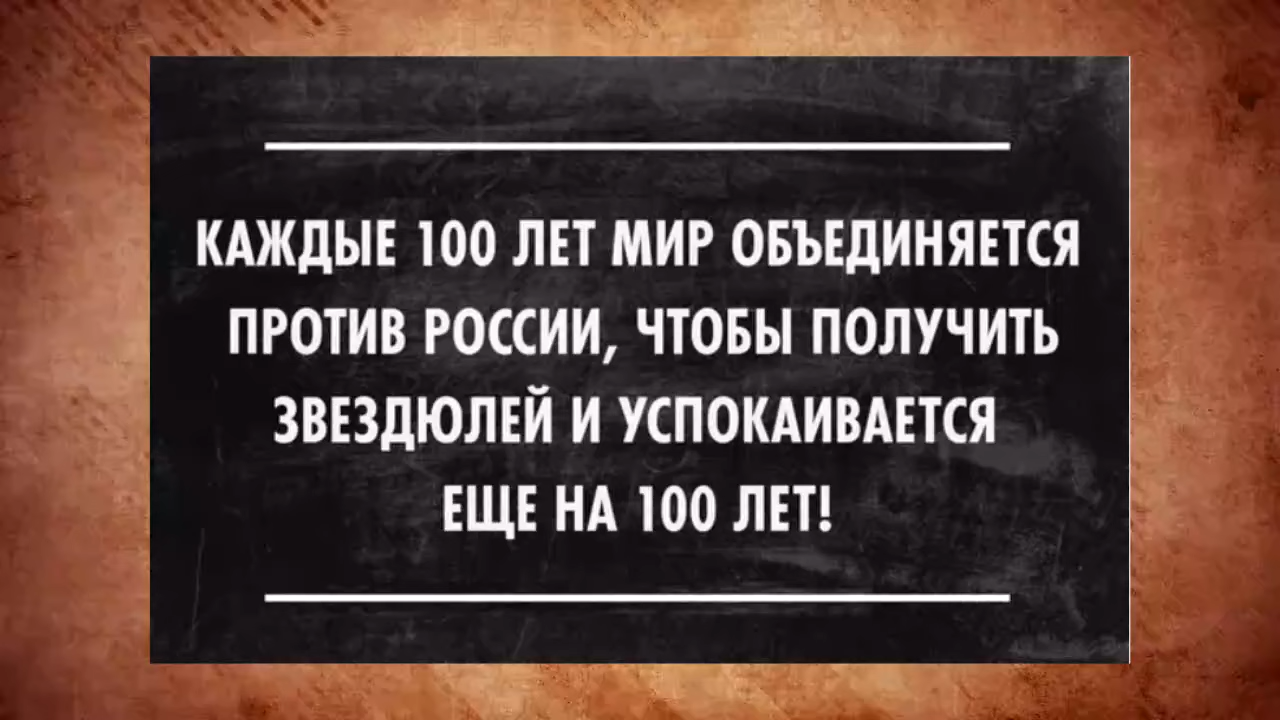 КАЖДЫЕ 100 ЛЕТ МИР ОБЪЕДИНЯЕТСЯ
ПРОТИВ РОССИИ, ЧТОБЫ ПОЛУЧИТЬ
ЗВЕЗДЮЛЕЙ И УСПОКАИВАЕТСЯ
ЕЩЕ НА 100 ЛЕТ!